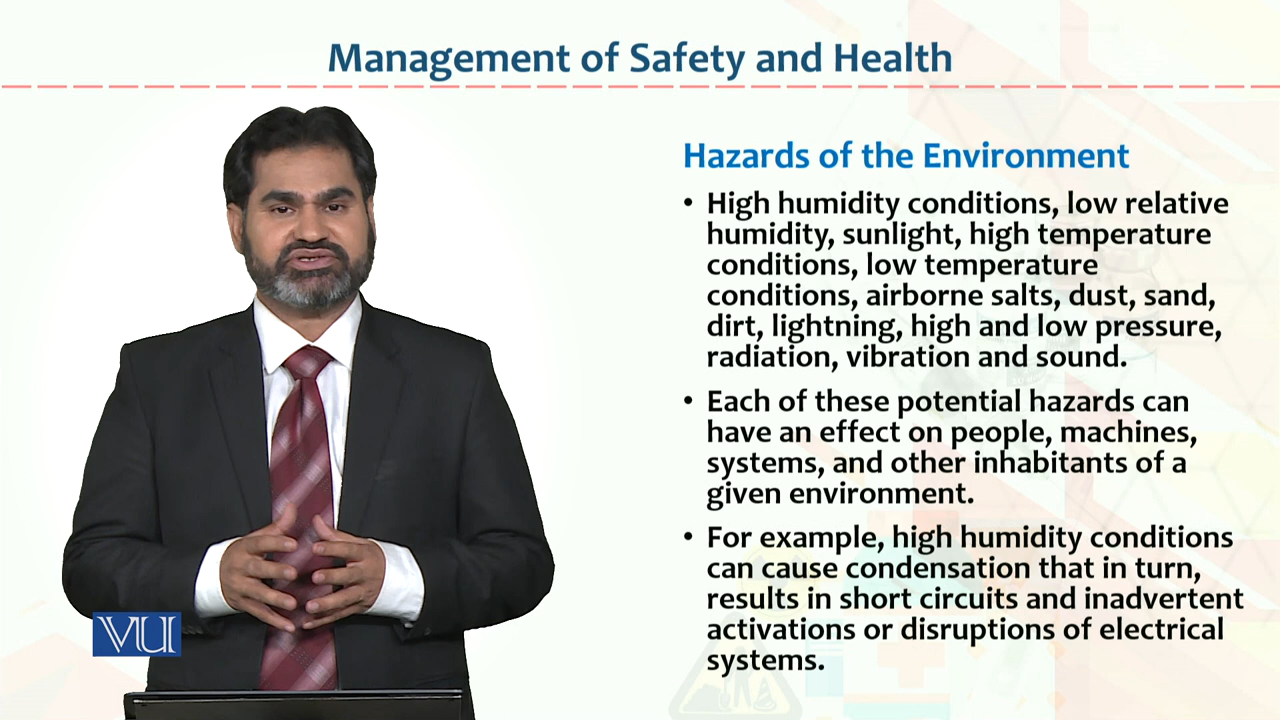 Management of Safety and Health
Hazards of the Environment
• High humidity conditions, low relative
humidity, sunlight, high temperature
conditions, low temperature
conditions, airborne salts, dust, sand,
dirt, lightning, high and low pressure,
radiation, vibration and sound.
• Each of these potential hazards can
have an effect on people, machines,
systems, and other inhabitants of a
given environment.
• For example, high humidity conditions
can cause condensation that in turn,
results in short circuits and inadvertent
activations or disruptions of electrical
systems.
VU